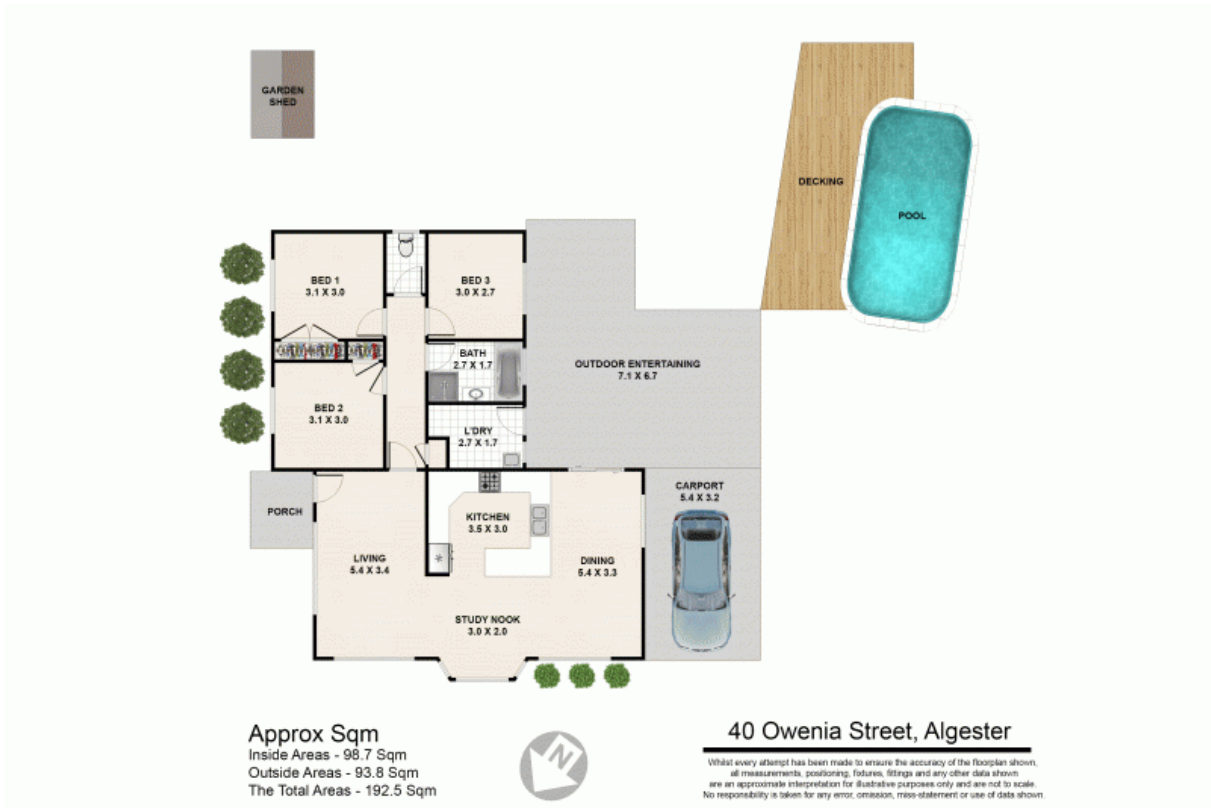 GARDEN
SHED
DECKING
POOL
BED 1
3.1 X 3.0
BED 3
3.0 X 2.7
BATH
2.7 X 1.7
OUTDOOR ENTERTAINING
7.1 X 6.7
BED 2
3.1 X 3.0
L'DRY
2.7 X 1.7
CARPORT
5.4 X 3.2
PORCH
KITCHEN
3.5 X 3.0
LIVING
5.4 X 3.4
DINING
5.4 X 3.3
STUDY NOOK
3.0 X 2.0
Approx Sqm
Inside Areas - 98.7 Sqm
Outside Areas - 93.8 Sqm
The Total Areas - 192.5 Sqm
N
40 Owenia Street, Algester
Whilst every attempt has been made to ensure the accuracy of the floorplan shown,
all measurements, positioning, fixtures, fittings and any other data shown
are an approximate interpretation for illustrative purposes only and are not to scale.
No responsibility is taken for any error, omission, miss-statement or use of data shown.